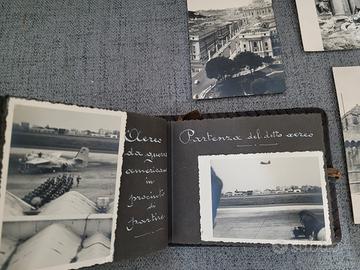 Aereo
da guerra
americano
in
procinto
di
partire
Partenza del detto aereo